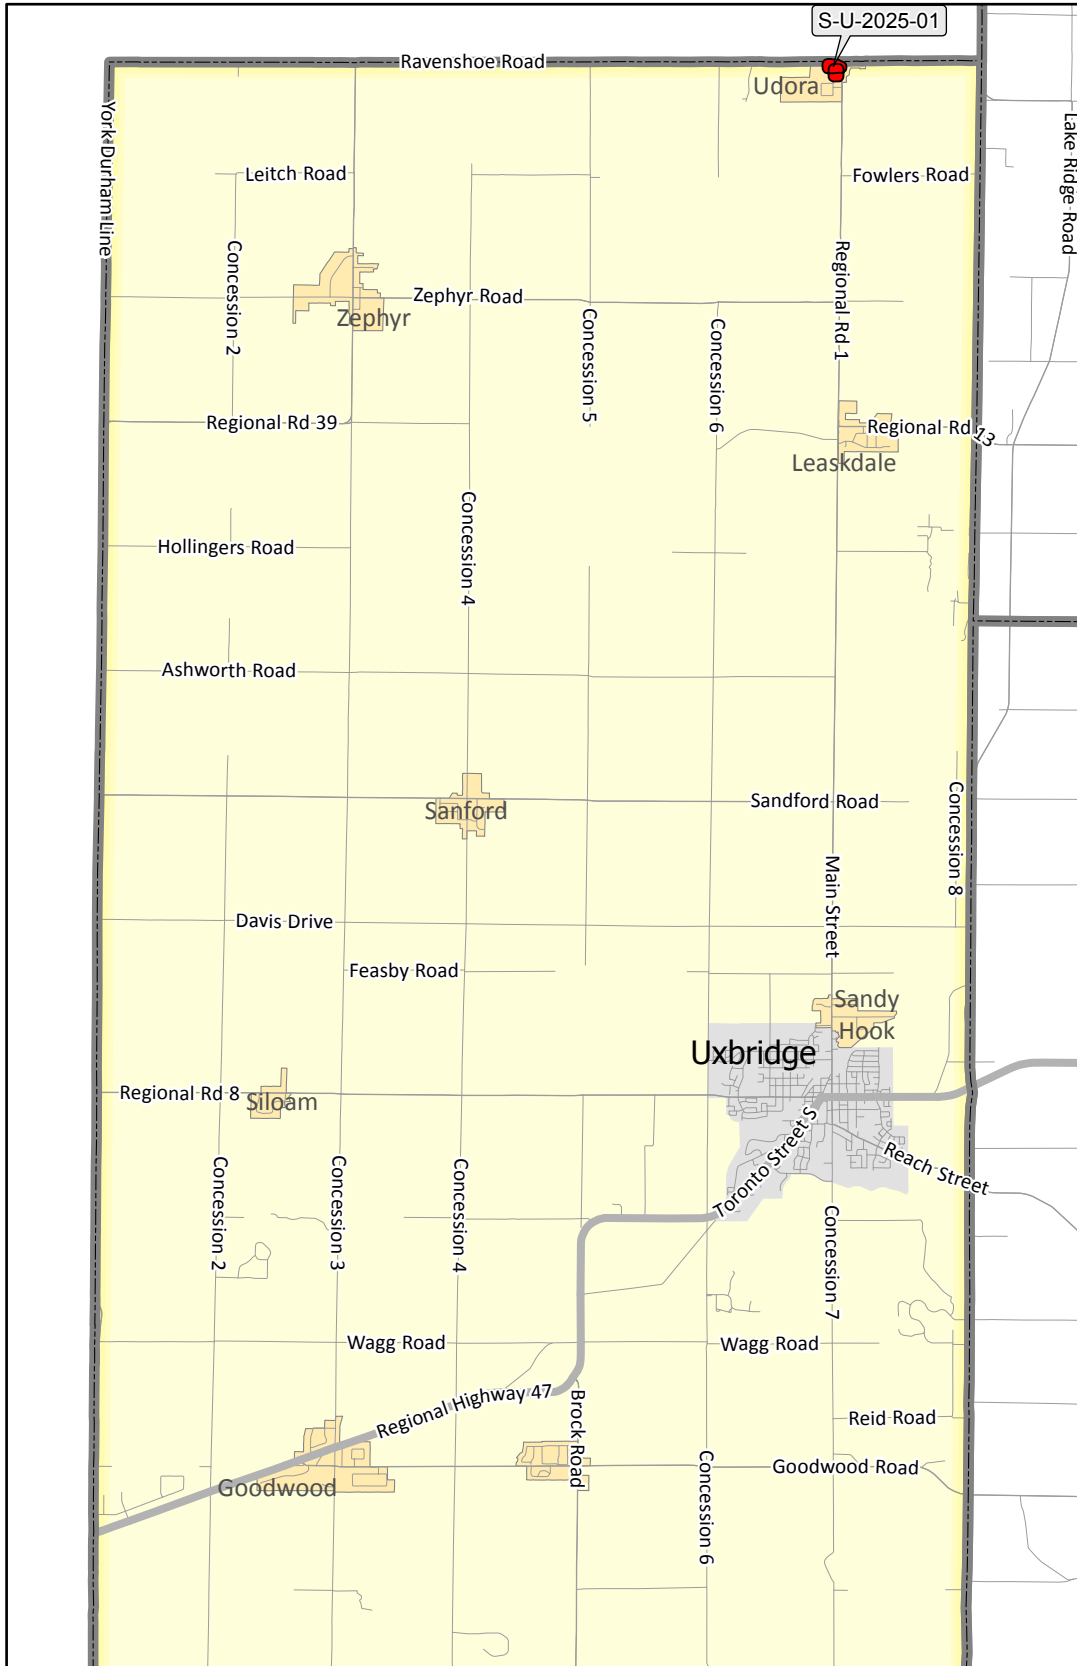 S-U-2025-01
Ravenshoe Road
Udora
York Durham Line
Lake Ridge Road
Leitch Road
Fowlers Road
Concession 2
Zephyr Road
Zephyr
Regional Rd 1
Concession 5
Concession 6
Regional Rd 39
Regional Rd 13
Leaskdale
Concession 4
Hollingers Road
Ashworth Road
Sanford
Sandford Road
Concession 8
Main Street
Davis Drive
Feasby Road
Sandy
Hook
Uxbridge
Regional Rd 8
Siloam
Toronto Street S
Reach Street
Concession 2
Concession 3
Concession 4
Concession 7
Wagg Road
Wagg Road
Regional Highway 47
Brock Road
Reid Road
Goodwood
Goodwood Road
Concession 6